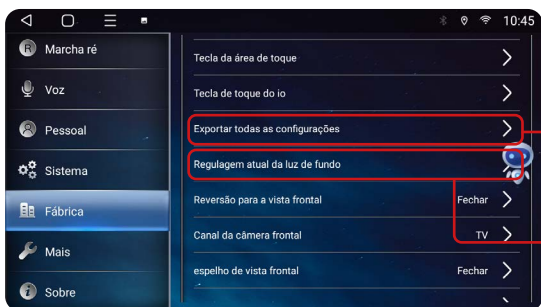 10:45
R
Marcha ré
Voz
Pessoal
Sistema
Fábrica
Mais
i Sobre
Tecla da área de toque
Tecla de toque do io
Exportar todas as configurações
Regulagem atual da luz de fundo
Reversão para a vista frontal Fechar
Canal da câmera frontal TV
espelho de vista frontal Fechar